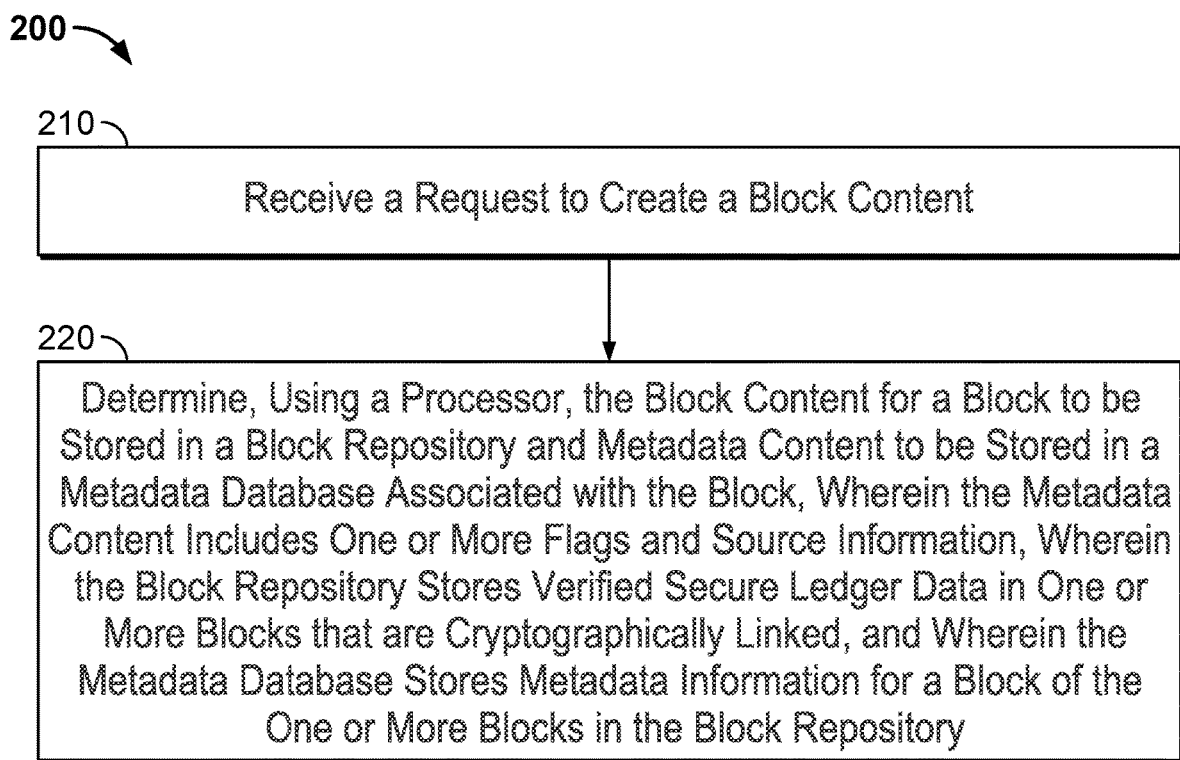 200
210
Receive a Request to Create a Block Content
220
Determine, Using a Processor, the Block Content for a Block to be
Stored in a Block Repository and Metadata Content to be Stored in a
Metadata Database Associated with the Block, Wherein the Metadata
Content Includes One or More Flags and Source Information, Wherein
the Block Repository Stores Verified Secure Ledger Data in One or
More Blocks that are Cryptographically Linked, and Wherein the
Metadata Database Stores Metadata Information for a Block of the
One or More Blocks in the Block Repository